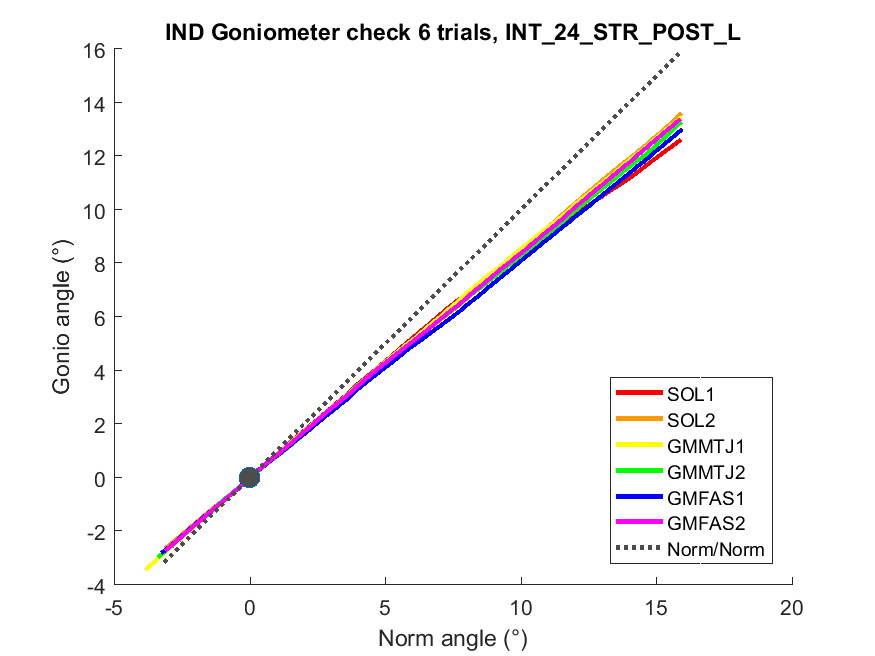 IND Goniometer check 6 trials, INT_24_STR_POST_L
16
14
12
10
8
6
4
2
0
-2
-4
Gonio angle (°)
-5
0
5
10
15
20
Norm angle (°)
SOL1
SOL2
GMMTJ1
GMMTJ2
GMFAS1
GMFAS2
Norm/Norm